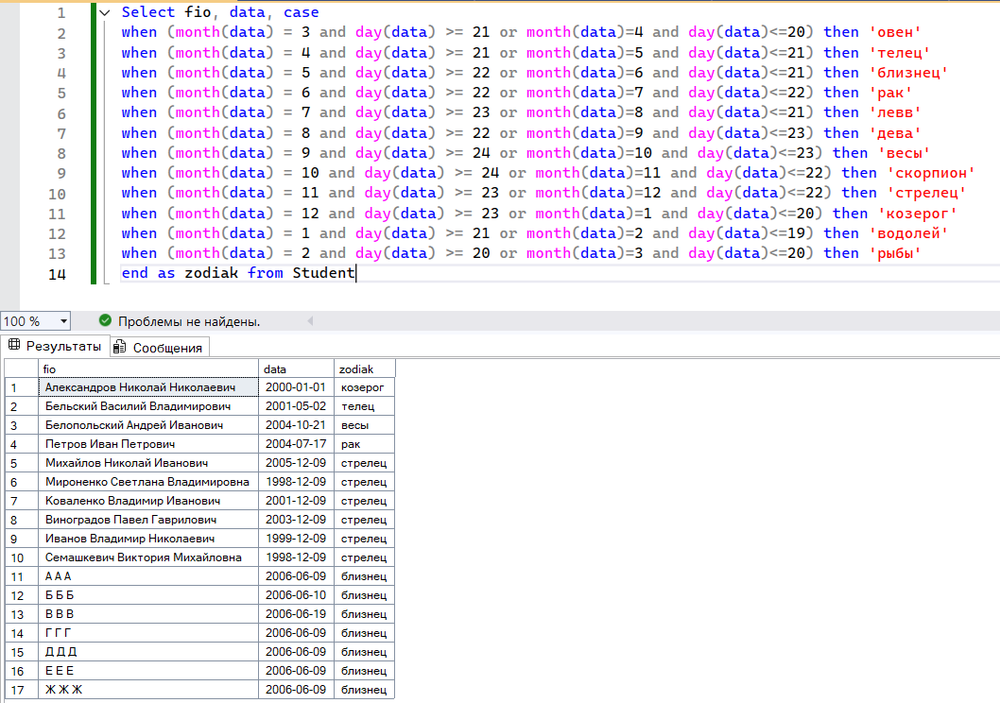 1 Select fio, data, case
2 when (month(data) = 3 and day(data) >= 21 or month(data)=4 and day(data)<=20) then 'овен'
3 when (month(data) = 4 and day(data) >= 21 or month(data)=5 and day(data)<=21) then 'телец'
4 when (month(data) = 5 and day(data) >= 22 or month(data)=6 and day(data)<=21) then 'близнец'
5 when (month(data) = 6 and day(data) >= 22 or month(data)=7 and day(data)<=22) then 'рак'
6 when (month(data) = 7 and day(data) >= 23 or month(data)=8 and day(data)<=21) then 'левв'
7 when (month(data) = 8 and day(data) >= 22 or month(data)=9 and day(data)<=23) then 'дева'
8 when (month(data) = 9 and day(data) >= 24 or month(data)=10 and day(data)<=23) then 'весы'
9 when (month(data) = 10 and day(data) >= 24 or month(data)=11 and day(data)<=22) then 'скорпион'
10 when (month(data) = 11 and day(data) >= 23 or month(data)=12 and day(data)<=22) then 'стрелец'
11 when (month(data) = 12 and day(data) >= 23 or month(data)=1 and day(data)<=20) then 'козерог'
12 when (month(data) = 1 and day(data) >= 21 or month(data)=2 and day(data)<=19) then 'водолей'
13 when (month(data) = 2 and day(data) >= 20 or month(data)=3 and day(data)<=20) then 'рыбы'
14 end as zodiak from Student
100 % Проблемы не найдены.
Результаты Сообщения
fio data zodiak
1 Александров Николай Николаевич 2000-01-01 козерог
2 Бельский Василий Владимирович 2001-05-02 телец
3 Белопольский Андрей Иванович 2004-10-21 весы
4 Петров Иван Петрович 2004-07-17 рак
5 Михайлов Николай Иванович 2005-12-09 стрелец
6 Мироненко Светлана Владимировна 1998-12-09 стрелец
7 Коваленко Владимир Иванович 2001-12-09 стрелец
8 Виноградов Павел Гаврилович 2003-12-09 стрелец
9 Иванов Владимир Николаевич 1999-12-09 стрелец
10 Семашкевич Виктория Михайловна 1998-12-09 стрелец
11 А А А 2006-06-09 близнец
12 Б Б Б 2006-06-10 близнец
13 В В В 2006-06-19 близнец
14 Г Г Г 2006-06-09 близнец
15 Д Д Д 2006-06-09 близнец
16 Е Е Е 2006-06-09 близнец
17 Ж Ж Ж 2006-06-09 близнец